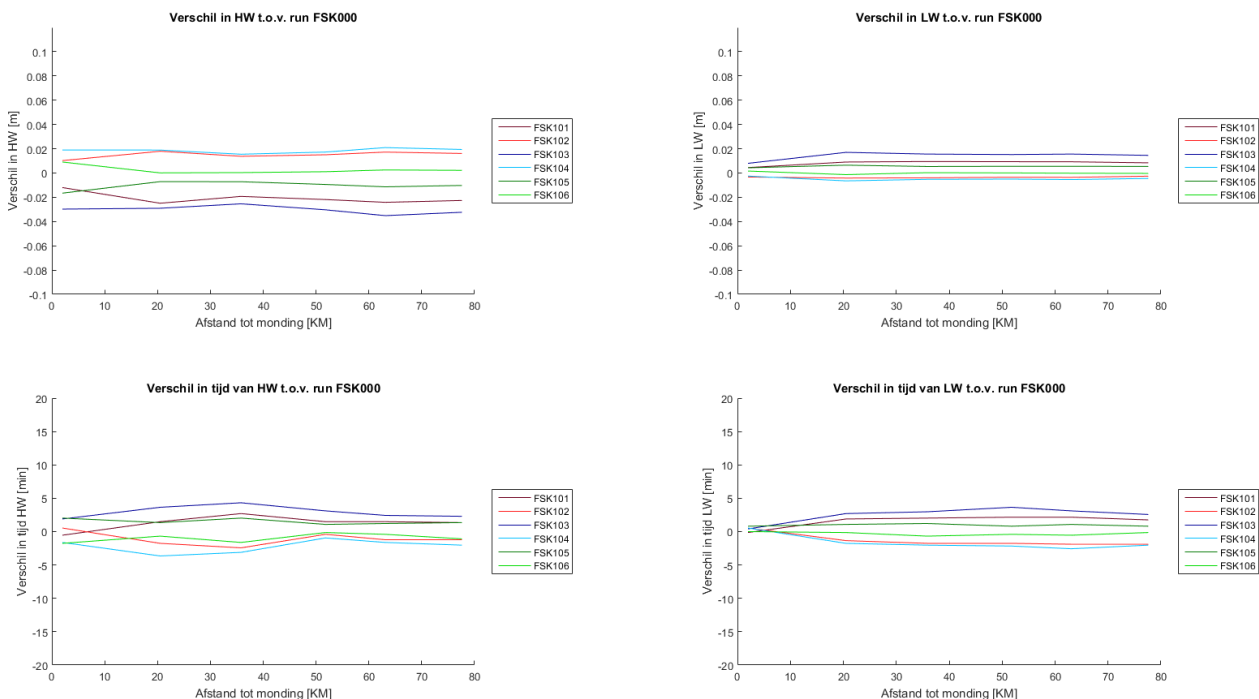 Verschil in HW t.o.v. run FSK000
Verschil in HW [m]
0.1
0.08
0.06
0.04
0.02
0
-0.02
-0.04
-0.06
-0.08
-0.1
0 10 20 30 40 50 60 70 80
Afstand tot monding [KM]
FSK101
FSK102
FSK103
FSK104
FSK105
FSK106
Verschil in LW t.o.v. run FSK000
Verschil in LW [m]
0.1
0.08
0.06
0.04
0.02
0
-0.02
-0.04
-0.06
-0.08
-0.1
0 10 20 30 40 50 60 70 80
Afstand tot monding [KM]
FSK101
FSK102
FSK103
FSK104
FSK105
FSK106
Verschil in tijd van HW t.o.v. run FSK000
Verschil in tijd HW [min]
20
15
10
5
0
-5
-10
-15
-20
0 10 20 30 40 50 60 70 80
Afstand tot monding [KM]
FSK101
FSK102
FSK103
FSK104
FSK105
FSK106
Verschil in tijd van LW t.o.v. run FSK000
Verschil in tijd LW [min]
20
15
10
5
0
-5
-10
-15
-20
0 10 20 30 40 50 60 70 80
Afstand tot monding [KM]
FSK101
FSK102
FSK103
FSK104
FSK105
FSK106